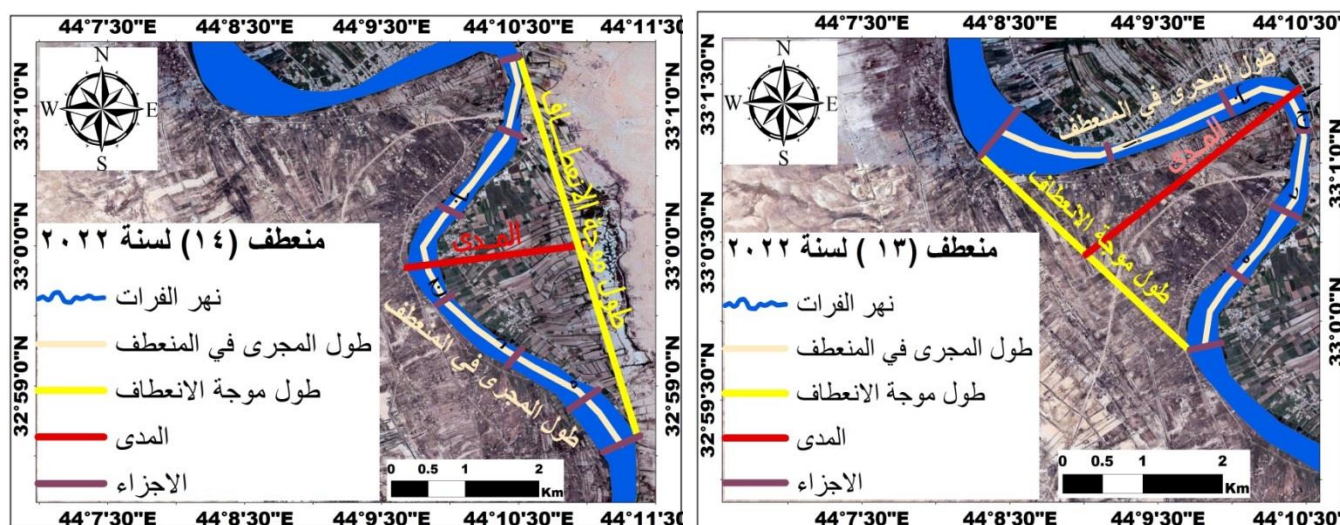 44°7'30"E 44°8'30"E 44°9'30"E 44°10'30"E 44°11'30"E
33°1'0"N
33°0'0"N
32°59'0"N
N
W E
S
طول موجة الانعطاف
المدى
طول المجرى في المنعطف
منعطف (١٤) لسنة ٢٠٢٢
نهر الفرات
طول المجرى في المنعطف
طول موجة الانعطاف
المدى
الاجزاء
0 0.5 1 2
Km
44°7'30"E 44°8'30"E 44°9'30"E 44°10'30"E 44°11'30"E
44°7'30"E 44°8'30"E 44°9'30"E 44°10'30"E
33°1'30"N
33°0'30"N
32°59'30"N
33°1'0"N
33°0'0"N
N
W E
S
طول المجرى في المنعطف
المدى
طول موجة الانعطاف
منعطف (١٣) لسنة ٢٠٢٢
نهر الفرات
طول المجرى في المنعطف
طول موجة الانعطاف
المدى
الاجزاء
0 0.5 1 2
Km
44°7'30"E 44°8'30"E 44°9'30"E 44°10'30"E